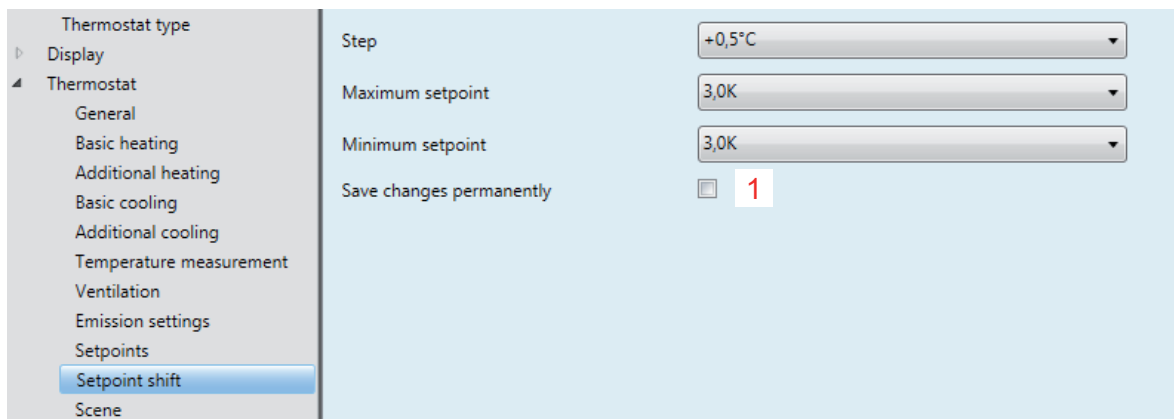 Thermostat type
Display
Thermostat
General
Basic heating
Additional heating
Basic cooling
Additional cooling
Temperature measurement
Ventilation
Emission settings
Setpoints
Setpoint shift
Scene
Step +0,5°C
Maximum setpoint 3,0K
Minimum setpoint 3,0K
Save changes permanently 1